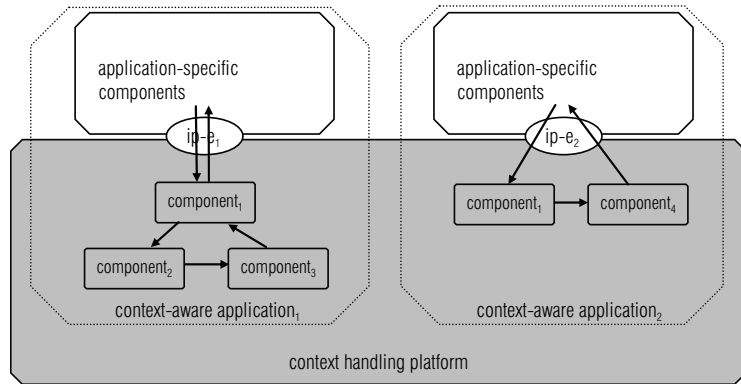 application-specific
components
application-specific
components
ip-e₁
ip-e₂
component₁
component₁
component₄
component₂
component₃
context-aware application₁
context-aware application₂
context handling platform